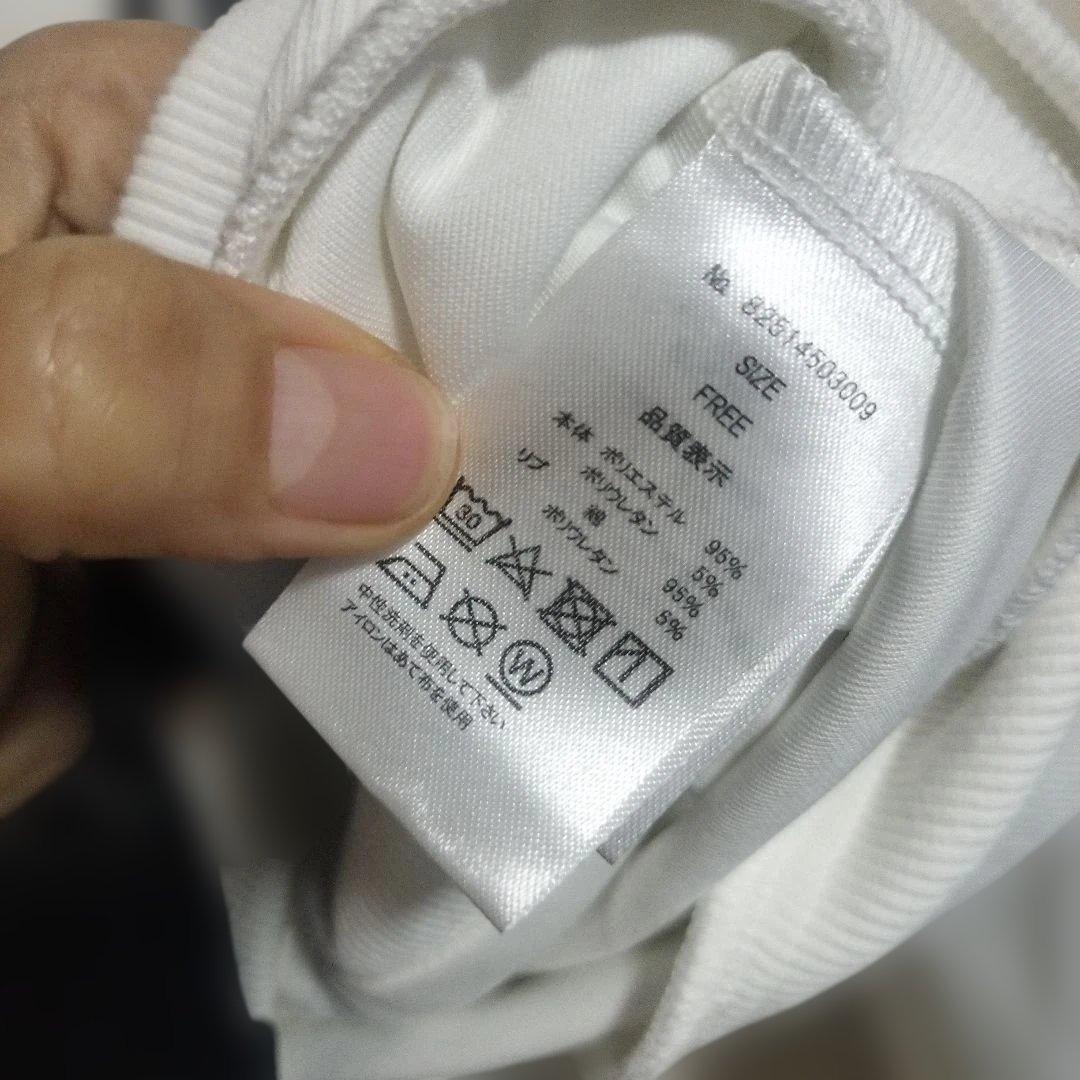 No. 82514503009
SIZE
FREE
品質表示
本体 ポリエステル 95%
ポリウレタン 5%
リブ 綿 95%
ポリウレタン 5%
30
W
中性洗剤を使用して下さい
アイロンはあて布を使用